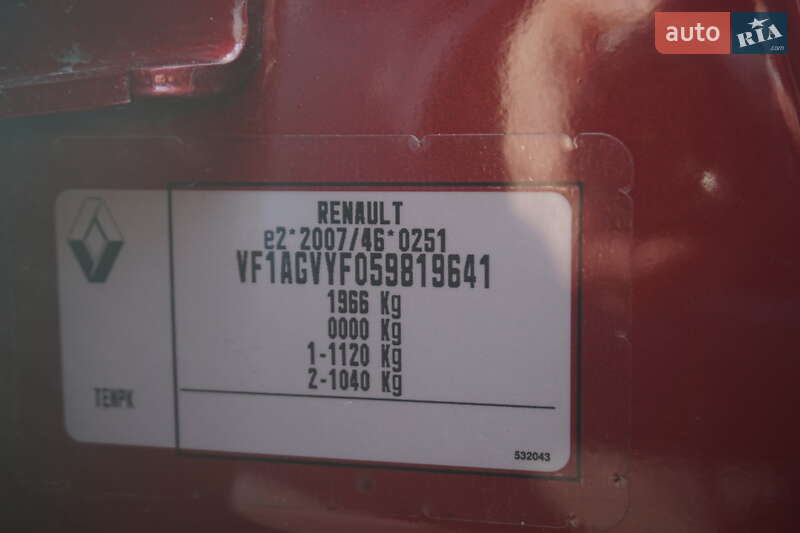 auto RIA .com
RENAULT
e2*2007/46*0251
VF1AGVYF059819641
1966 Kg
0000 Kg
1-1120 Kg
2-1040 Kg
TENPK
532043